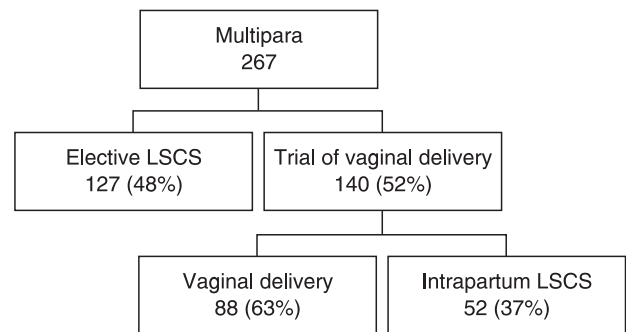 Multipara
267
Elective LSCS
127 (48%)
Trial of vaginal delivery
140 (52%)
Vaginal delivery
88 (63%)
Intrapartum LSCS
52 (37%)